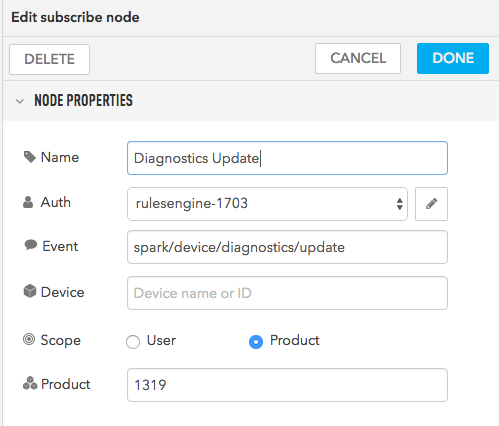 Edit subscribe node
DELETE CANCEL DONE
NODE PROPERTIES
Name Diagnostics Update
Auth rulesengine-1703
Event spark/device/diagnostics/update
Device Device name or ID
Scope User Product
Product 1319